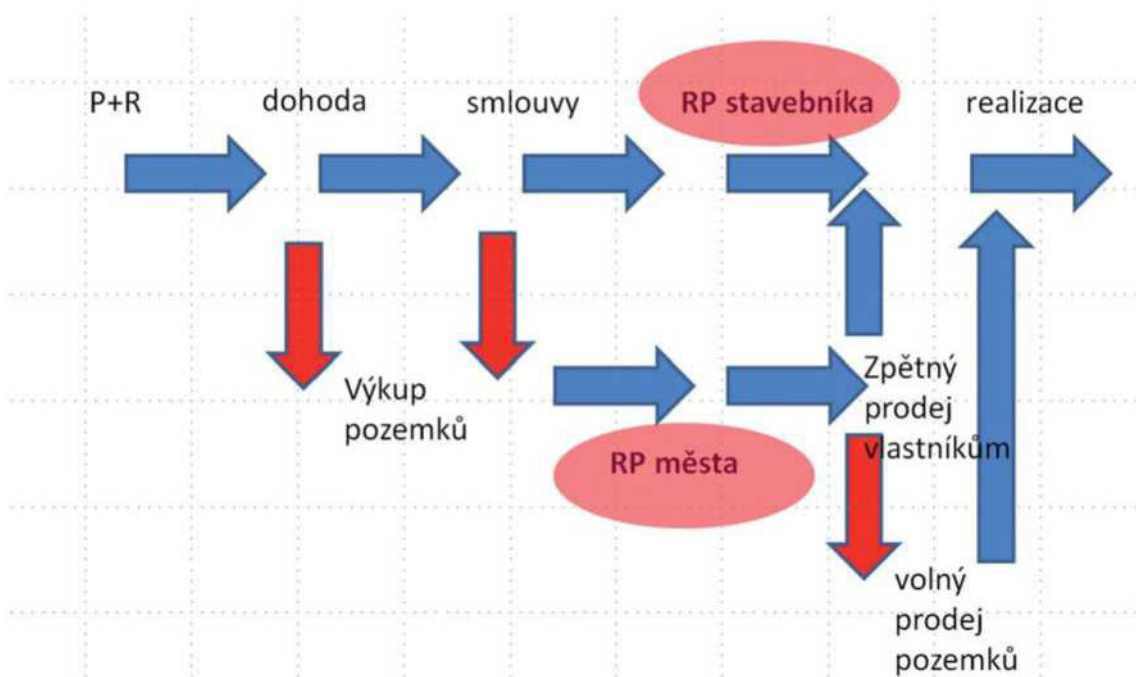 P+R
dohoda
smlouvy
RP stavebníka
realizace
Výkup
pozemků
RP města
Zpětný
prodej
vlastníkům
volný
prodej
pozemků